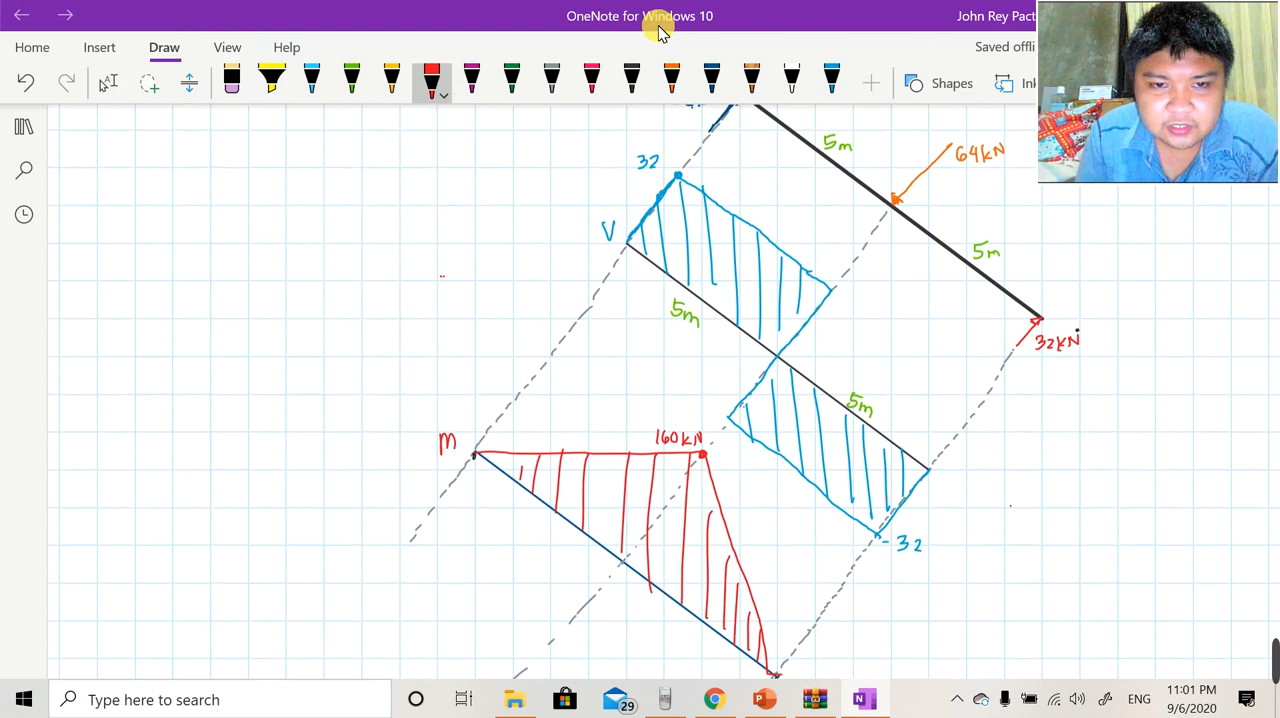 OneNote for Windows 10
John Rey Pact
Home
Insert
Draw
View
Help
Saved offli
Shapes
Ink
5m
64kN
32
V
5m
5m
32kN
5m
M
160kN
-32
Type here to search
29
ENG
11:01 PM
9/6/2020